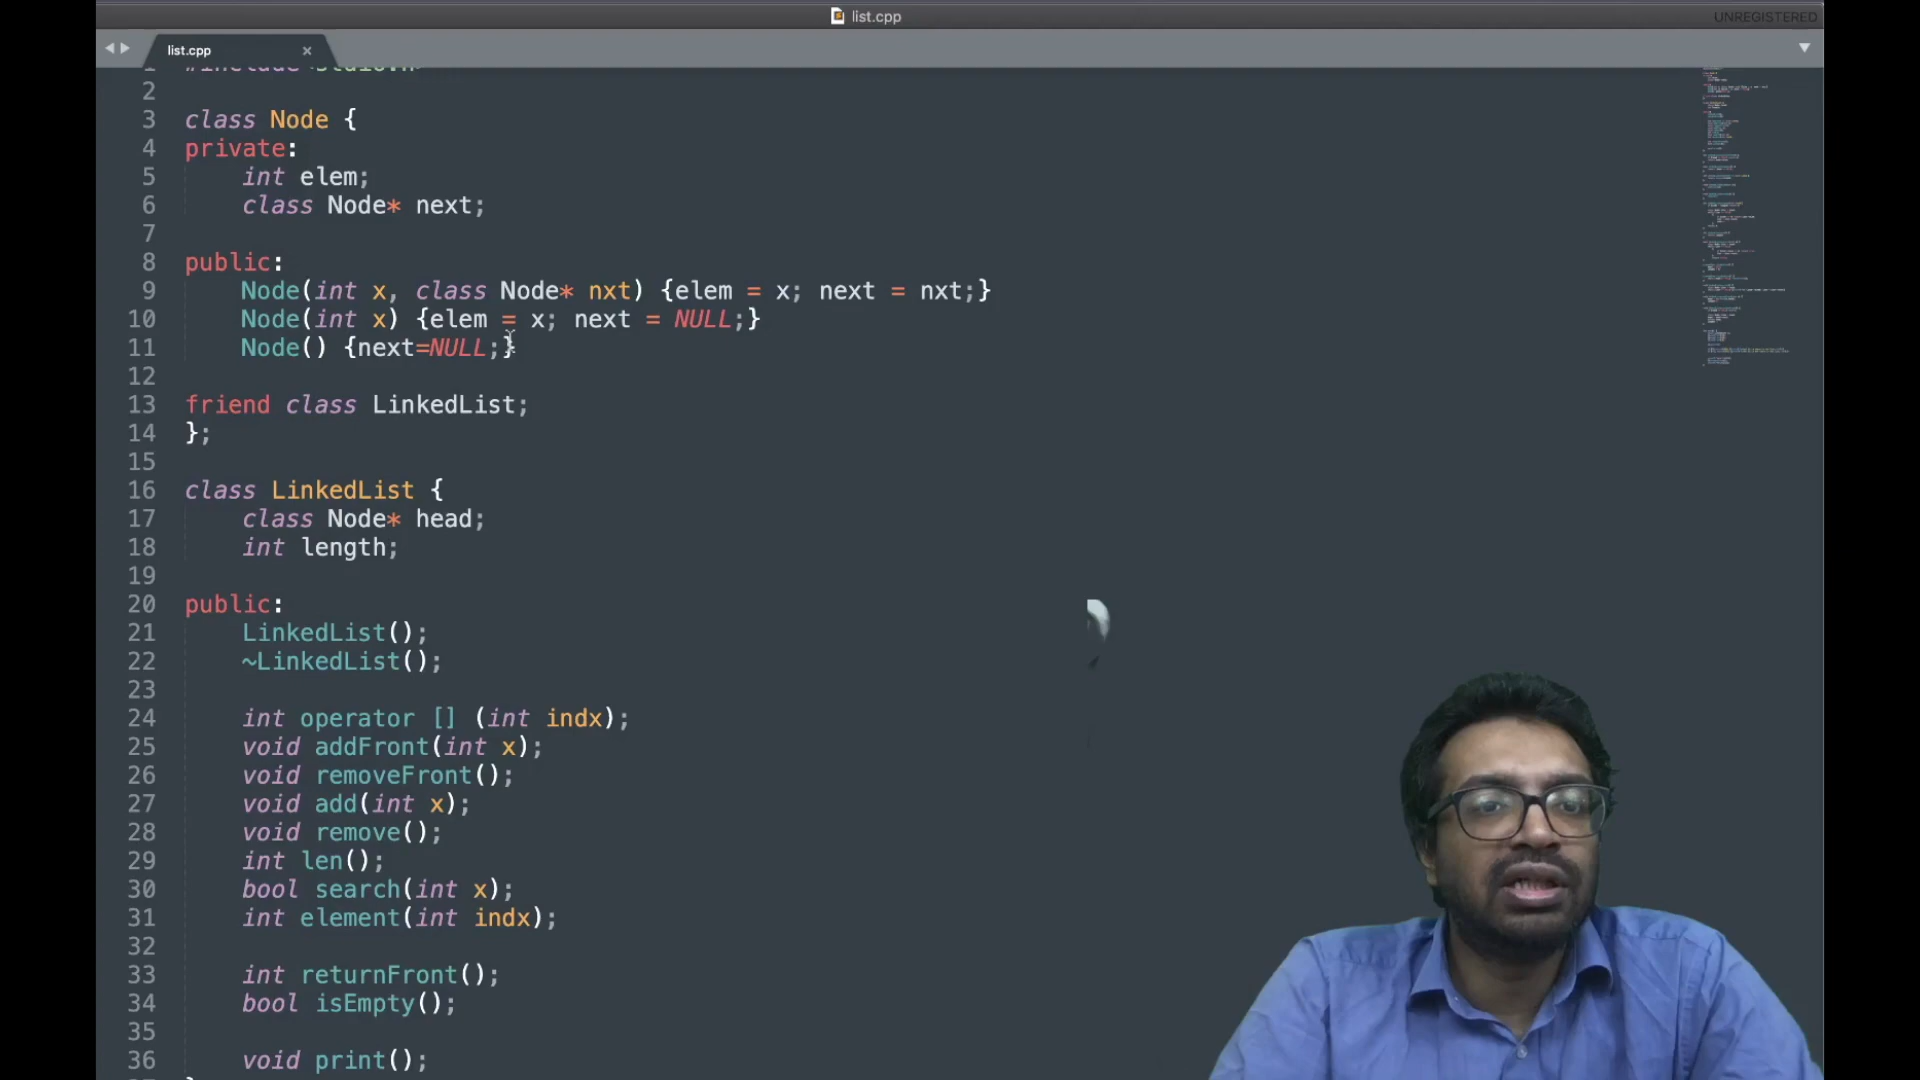 list.cpp
UNREGISTERED
list.cpp ×
1 #include<stdio.h>
2
3 class Node {
4 private:
5 int elem;
6 class Node* next;
7
8 public:
9 Node(int x, class Node* nxt) {elem = x; next = nxt;}
10 Node(int x) {elem = x; next = NULL;}
11 Node() {next=NULL;}
12
13 friend class LinkedList;
14 };
15
16 class LinkedList {
17 class Node* head;
18 int length;
19
20 public:
21 LinkedList();
22 ~LinkedList();
23
24 int operator [] (int indx);
25 void addFront(int x);
26 void removeFront();
27 void add(int x);
28 void remove();
29 int len();
30 bool search(int x);
31 int element(int indx);
32
33 int returnFront();
34 bool isEmpty();
35
36 void print();